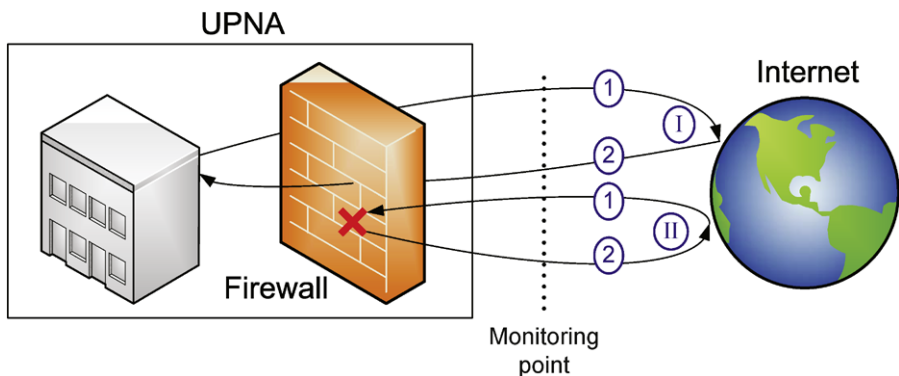 UPNA
Internet
1
I
2
1
II
2
Firewall
Monitoring
point